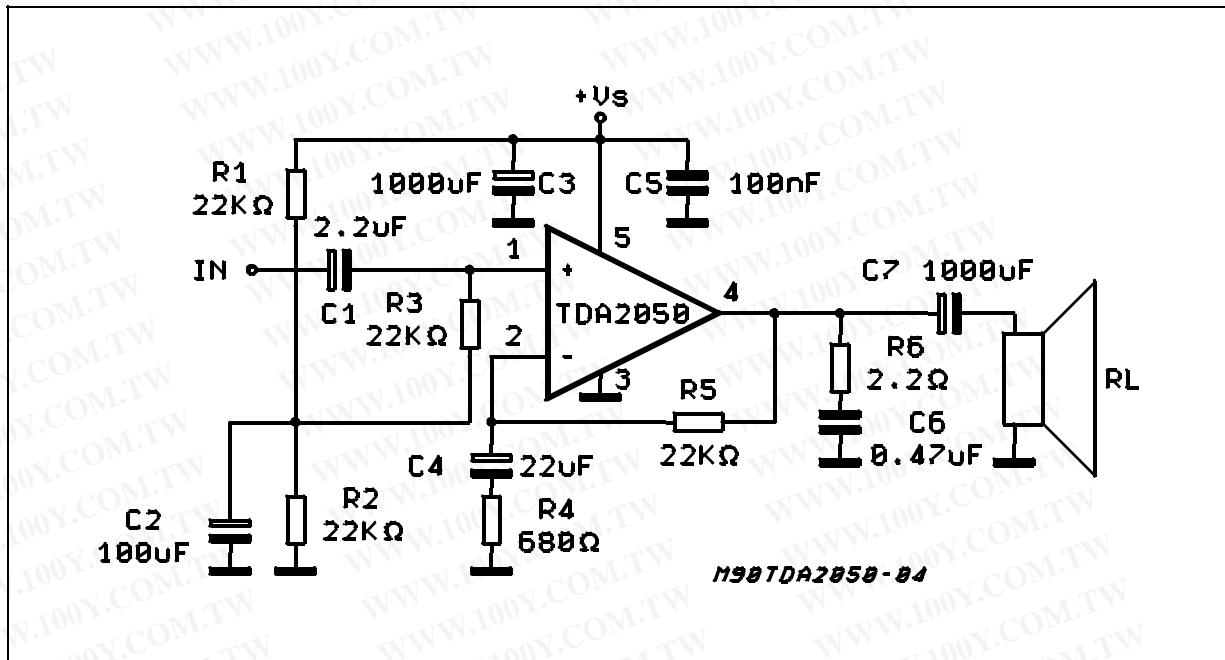 +Vs
R1
22KΩ
1000uF
C3
C5
100nF
2.2uF
IN
C1
R3
22KΩ
1
5
+
TDA2050
4
2
-
3
C7 1000uF
R5
22KΩ
R6
2.2Ω
C6
0.47uF
RL
C4
22uF
R4
680Ω
C2
100uF
R2
22KΩ
M90TDA2050-04
WWW.100Y.COM.TW